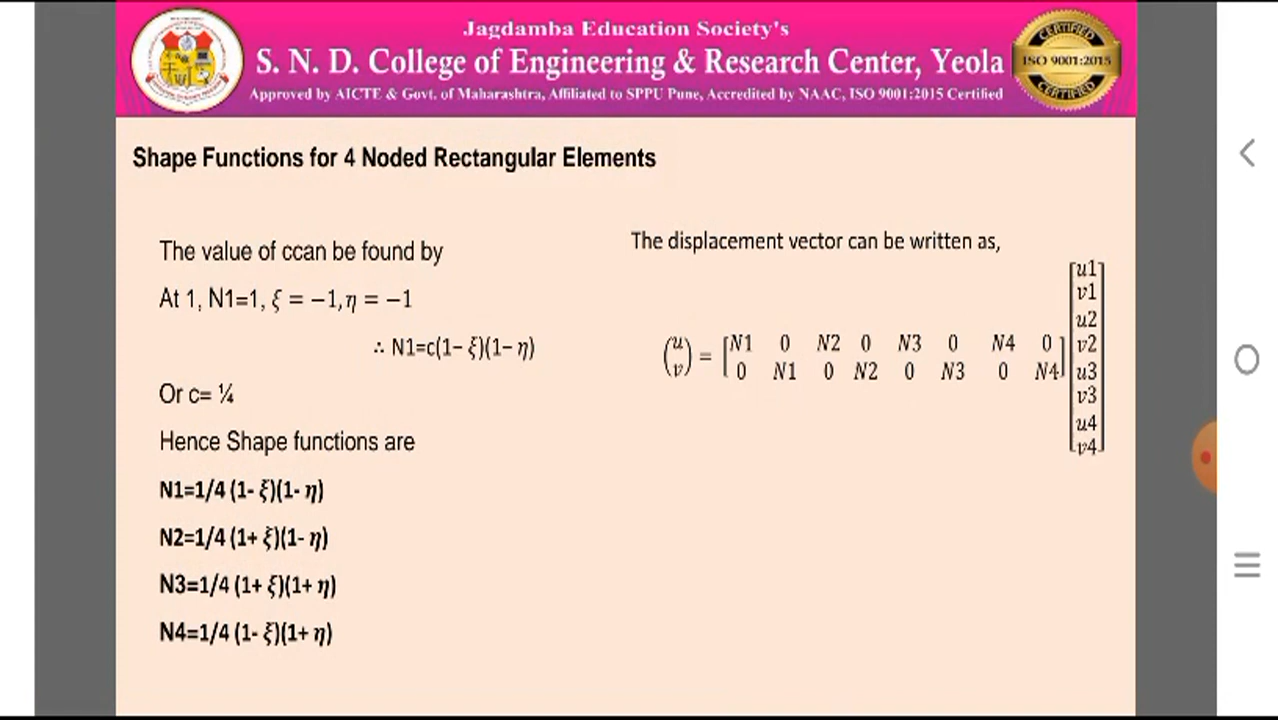 Jagdamba Education Society's
S. N. D. College of Engineering & Research Center, Yeola
Approved by AICTE & Govt. of Maharashtra, Affiliated to SPPU Pune, Accredited by NAAC, ISO 9001:2015 Certified
CERTIFIED
ISO 9001:2015
CERTIFIED
Shape Functions for 4 Noded Rectangular Elements
The value of ccan be found by
At 1, N1=1, ξ = −1, η = −1
∴ N1=c(1− ξ)(1− η)
Or c= ¼
Hence Shape functions are
N1=1/4 (1- ξ)(1- η)
N2=1/4 (1+ ξ)(1- η)
N3=1/4 (1+ ξ)(1+ η)
N4=1/4 (1- ξ)(1+ η)
The displacement vector can be written as,
(u v) = [N1 0 N2 0 N3 0 N4 0
0 N1 0 N2 0 N3 0 N4]
[u1
v1
u2
v2
u3
v3
u4
v4]